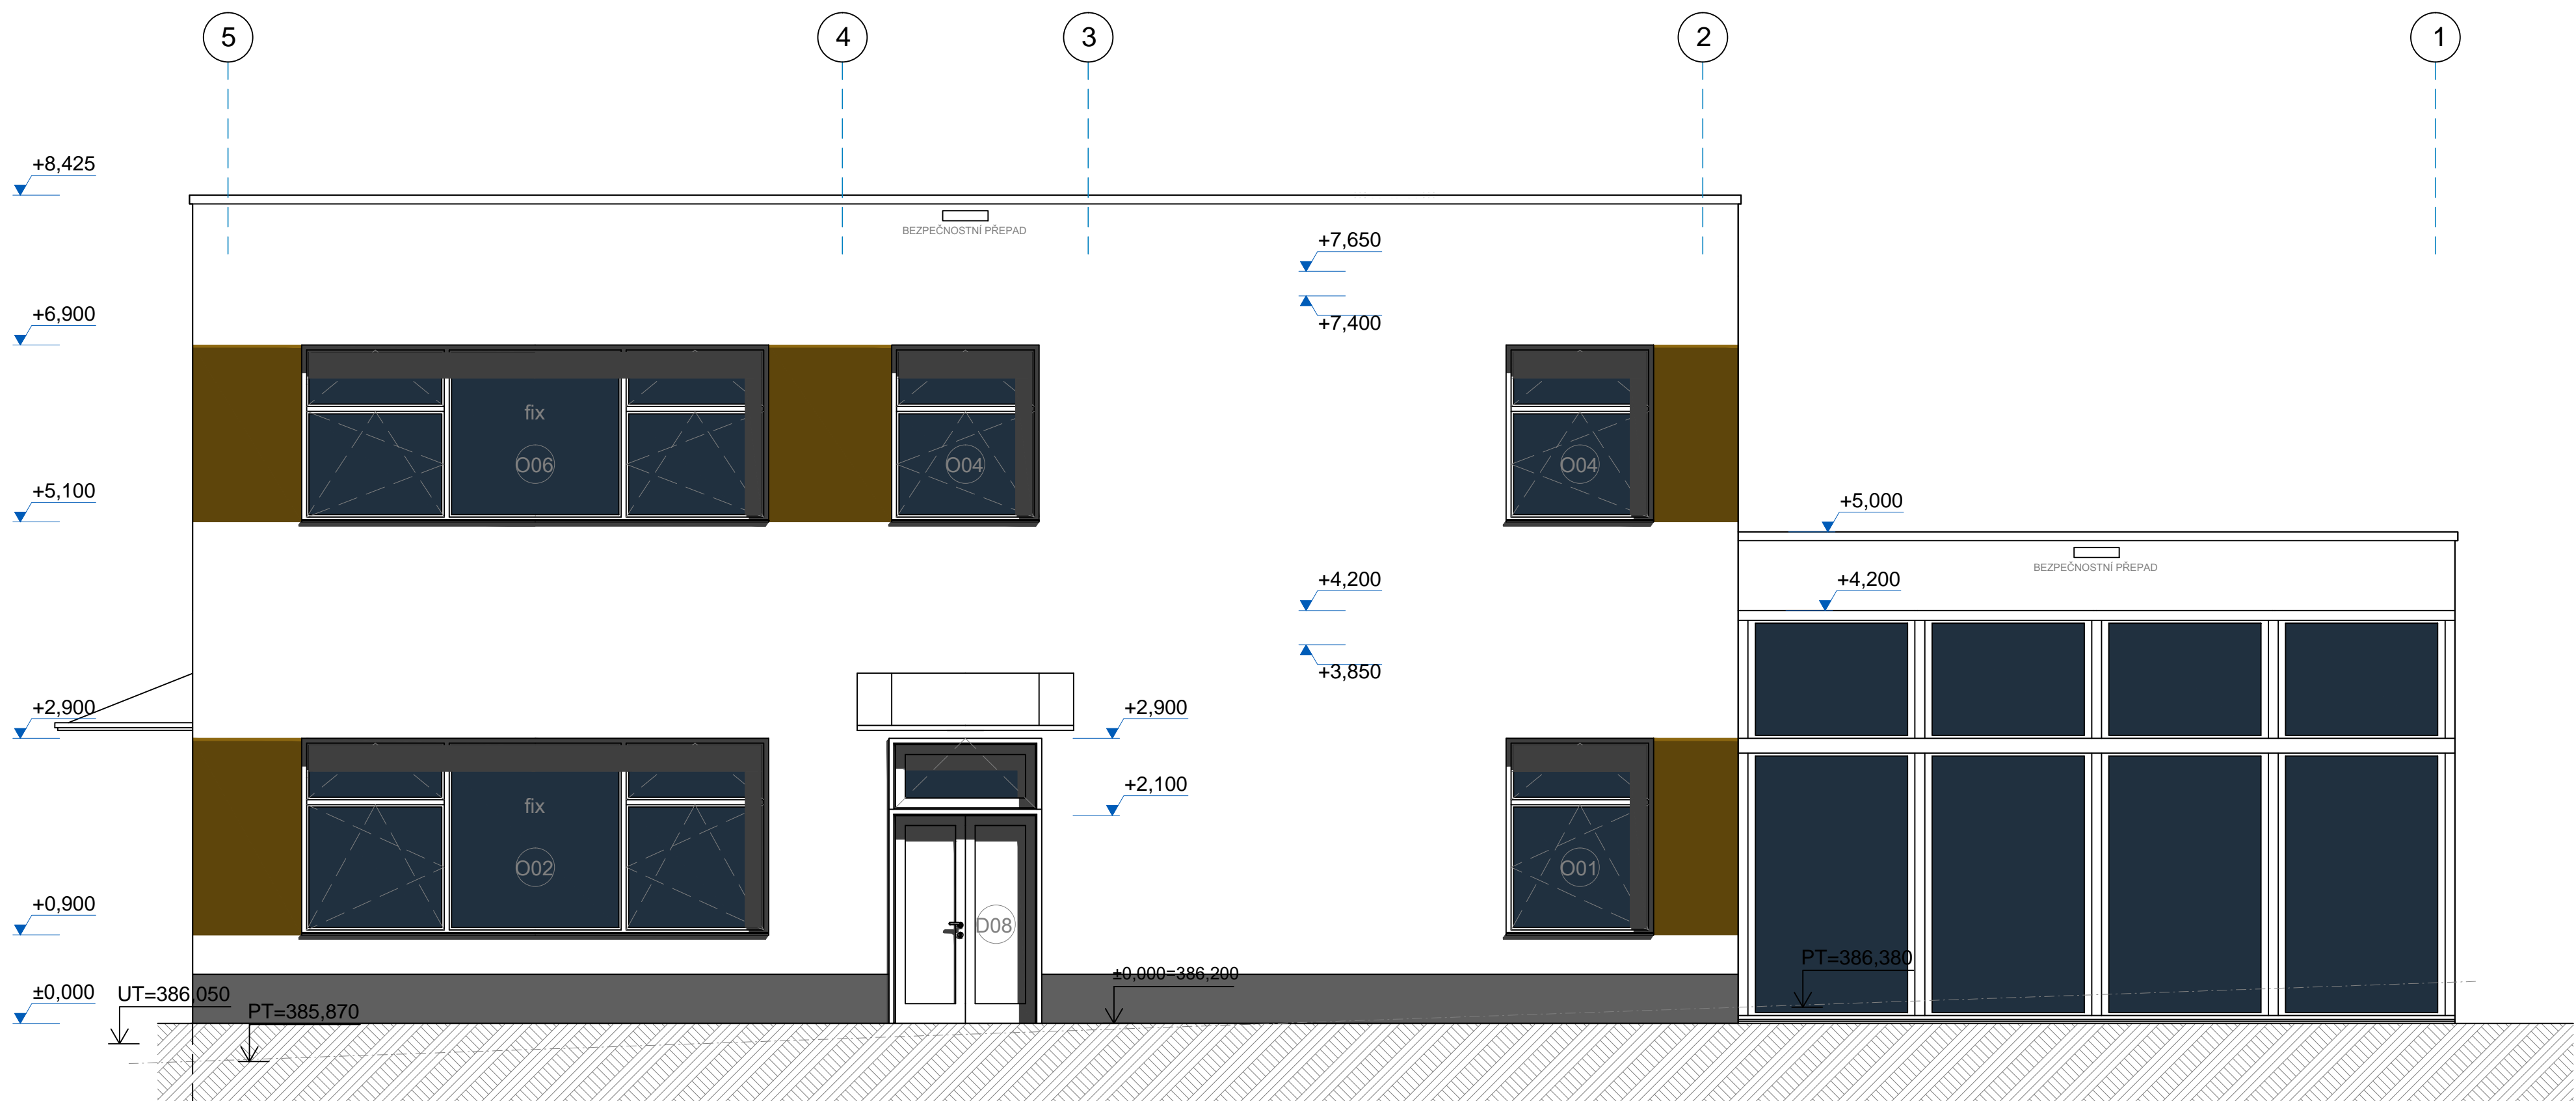 5
4
3
2
1
+8,425
BEZPEČNOSTNÍ PŘEPAD
+7,650
+7,400
+6,900
fix
O06
O04
O04
+5,100
+5,000
BEZPEČNOSTNÍ PŘEPAD
+4,200
+4,200
+3,850
+2,900
+2,900
+2,100
fix
O02
O01
D08
+0,900
PT=386,380
±0,000=386,200
±0,000
UT=386,050
PT=385,870